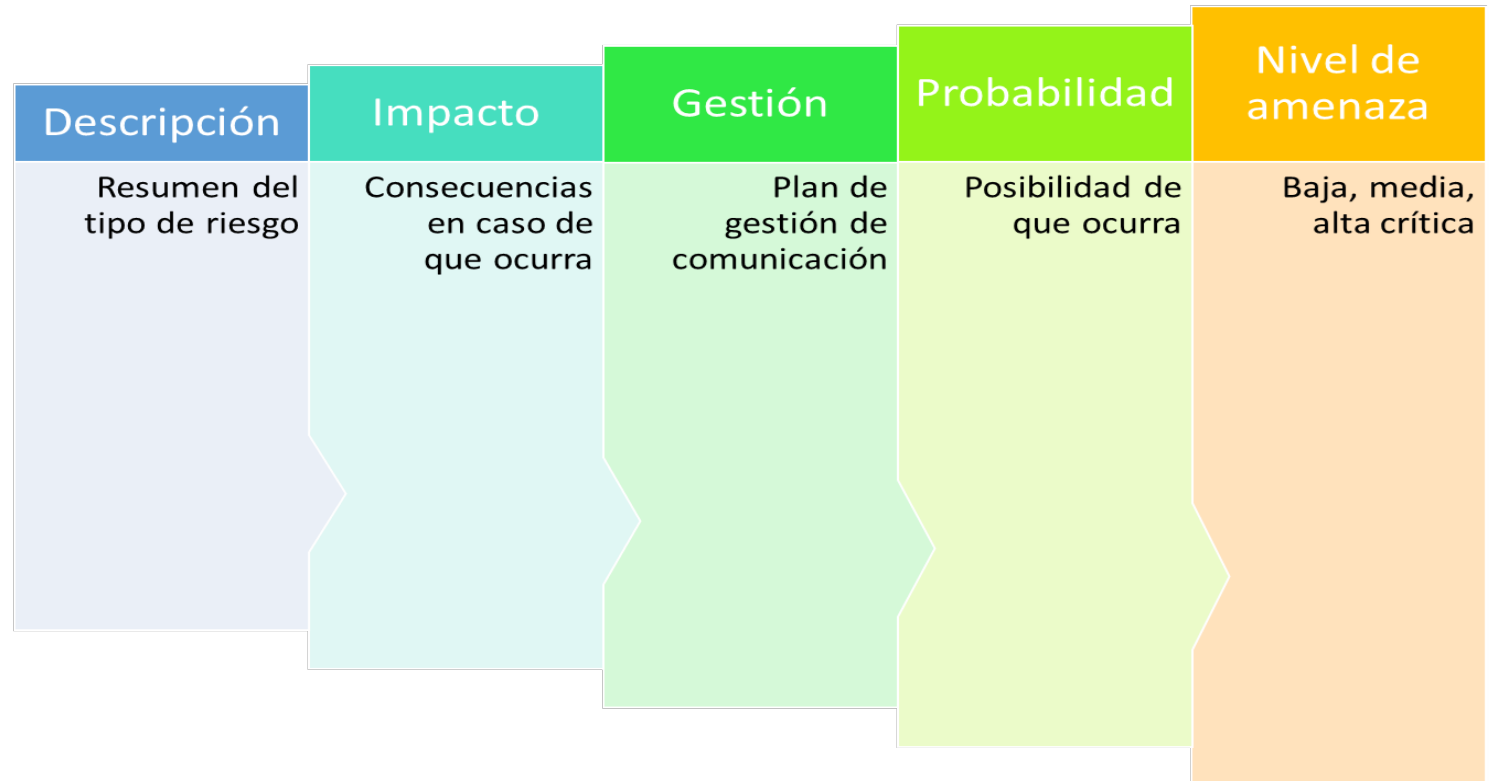 Descripción
Resumen del
tipo de riesgo
Impacto
Consecuencias
en caso de
que ocurra
Gestión
Plan de
gestión de
comunicación
Probabilidad
Posibilidad de
que ocurra
Nivel de
amenaza
Baja, media,
alta crítica